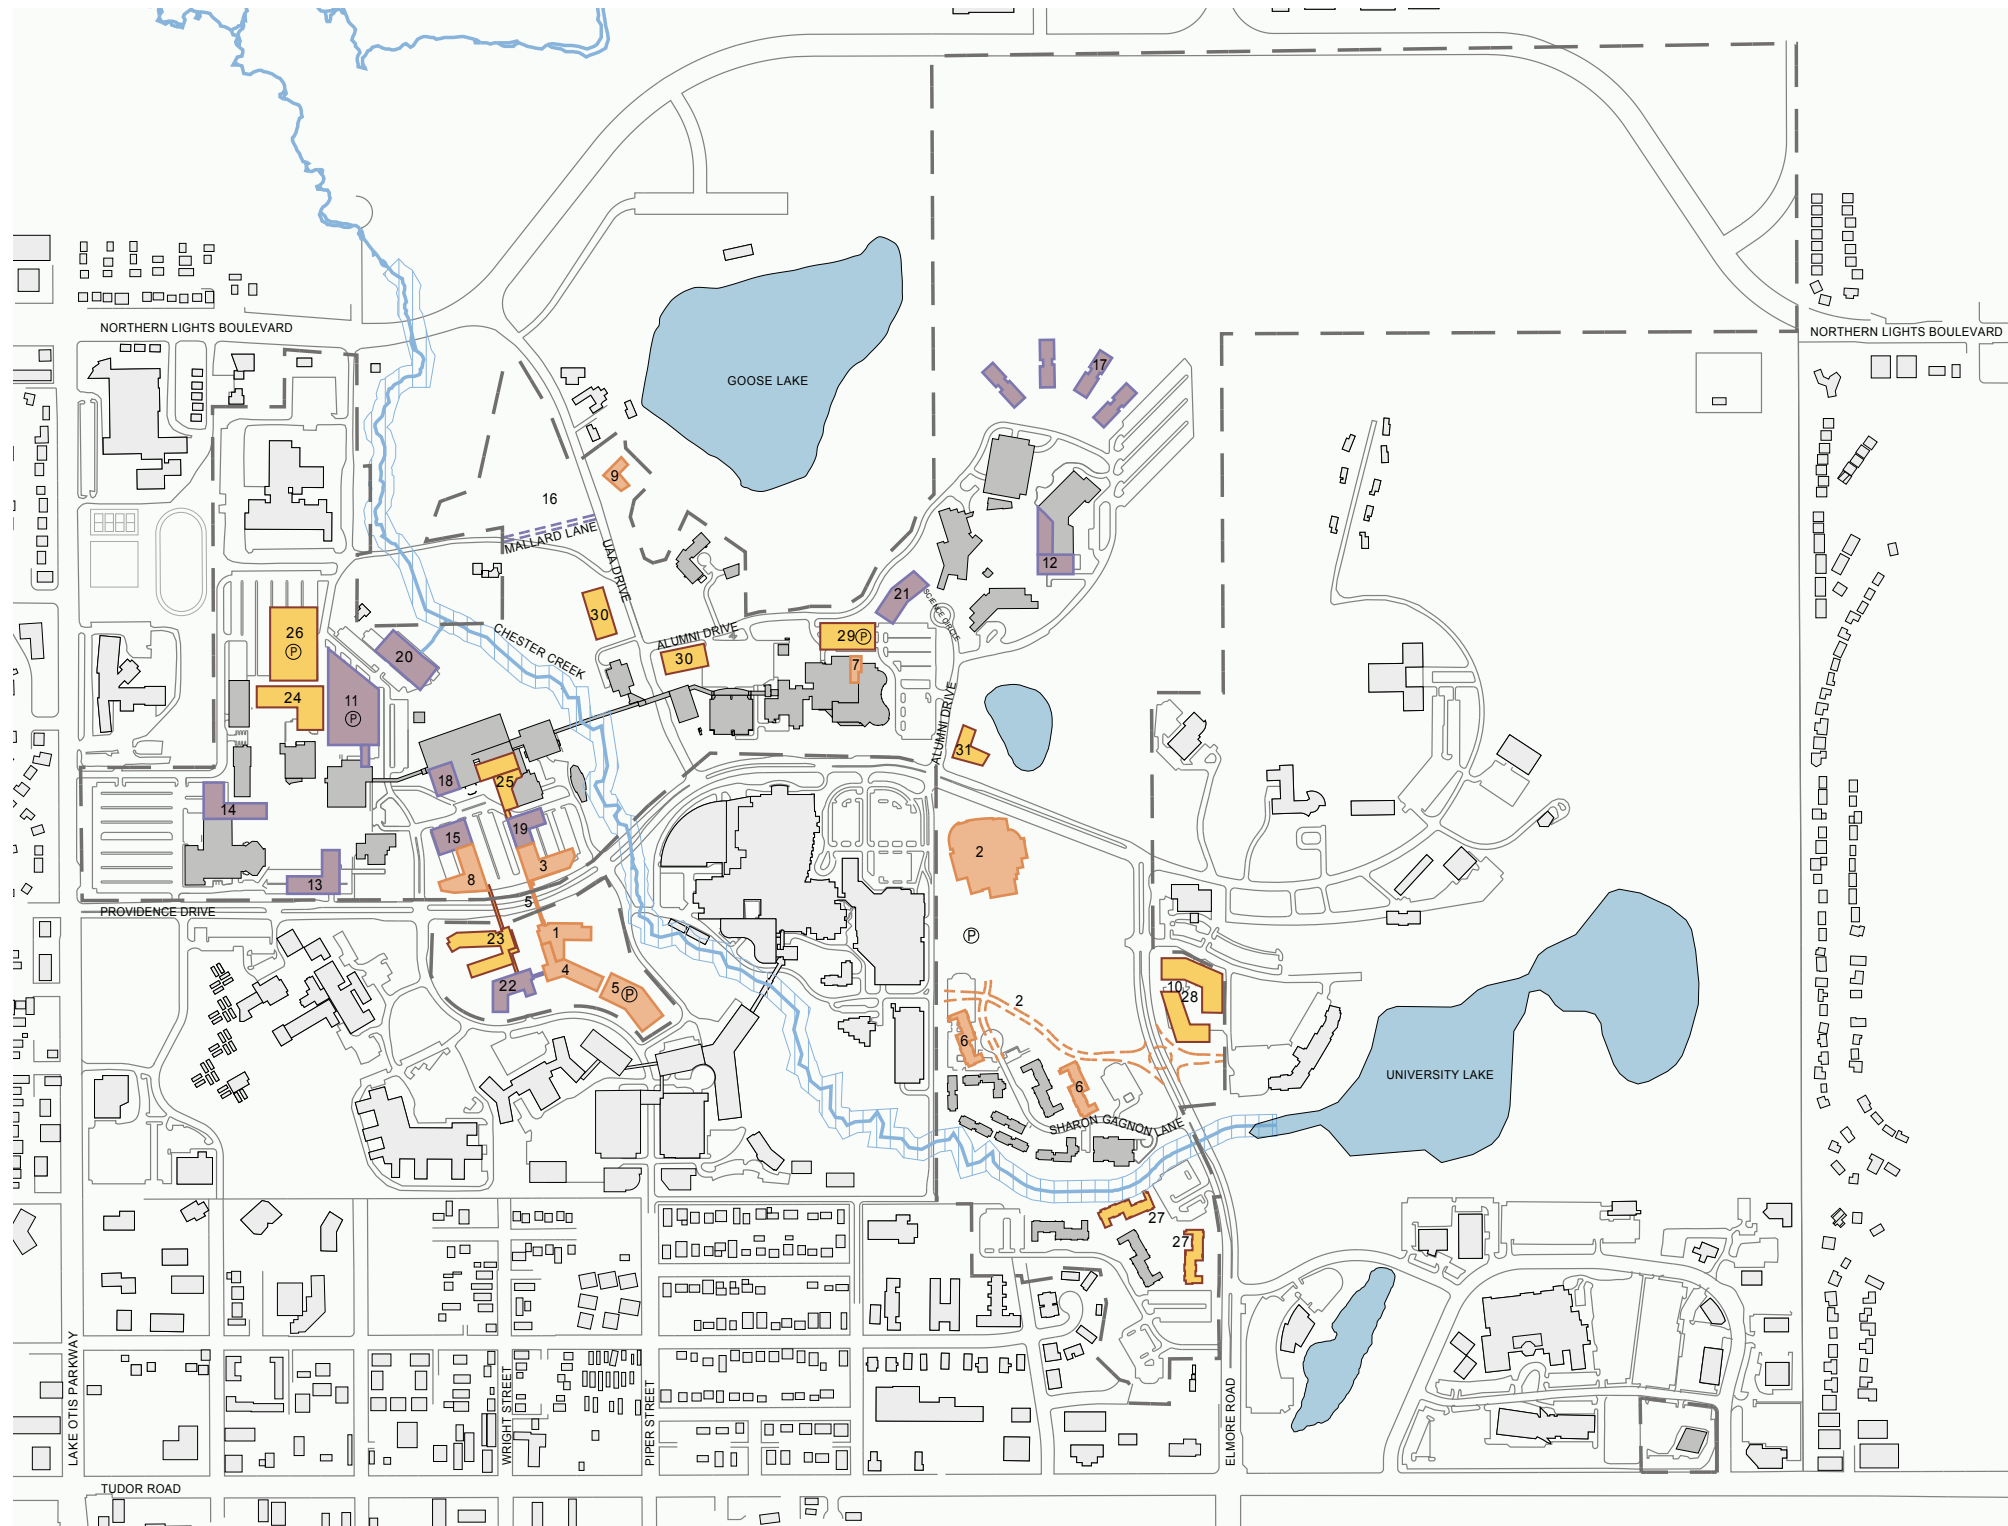 NORTHERN LIGHTS BOULEVARD
NORTHERN LIGHTS BOULEVARD
GOOSE LAKE
17
9
16
MALLARD LANE
UAA DRIVE
12
21
SCIENCE CIRCLE
30
26
P
ALUMNI DRIVE
29 P
CHESTER CREEK
20
30
7
24
11
P
ALUMNI DRIVE
31
18
25
14
19
15
3
2
8
13
5
PROVIDENCE DRIVE
1
23
P
4
22
5 P
10
28
2
6
UNIVERSITY LAKE
6
SHARON GAGNON LANE
27
27
LAKE OTIS PARKWAY
WRIGHT STREET
PIPER STREET
ELMORE ROAD
TUDOR ROAD